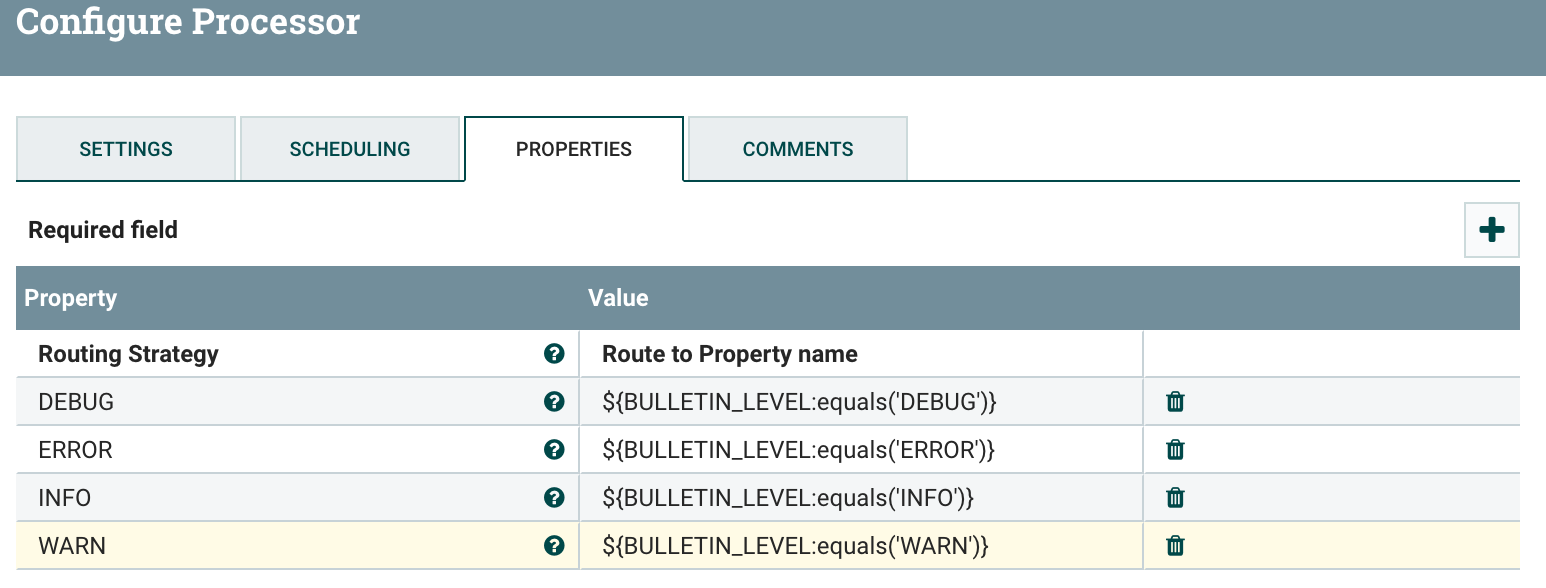 Configure Processor
SETTINGS SCHEDULING PROPERTIES COMMENTS
Required field
Property Value
Routing Strategy Route to Property name
DEBUG ${BULLETIN_LEVEL:equals('DEBUG')}
ERROR ${BULLETIN_LEVEL:equals('ERROR')}
INFO ${BULLETIN_LEVEL:equals('INFO')}
WARN ${BULLETIN_LEVEL:equals('WARN')}